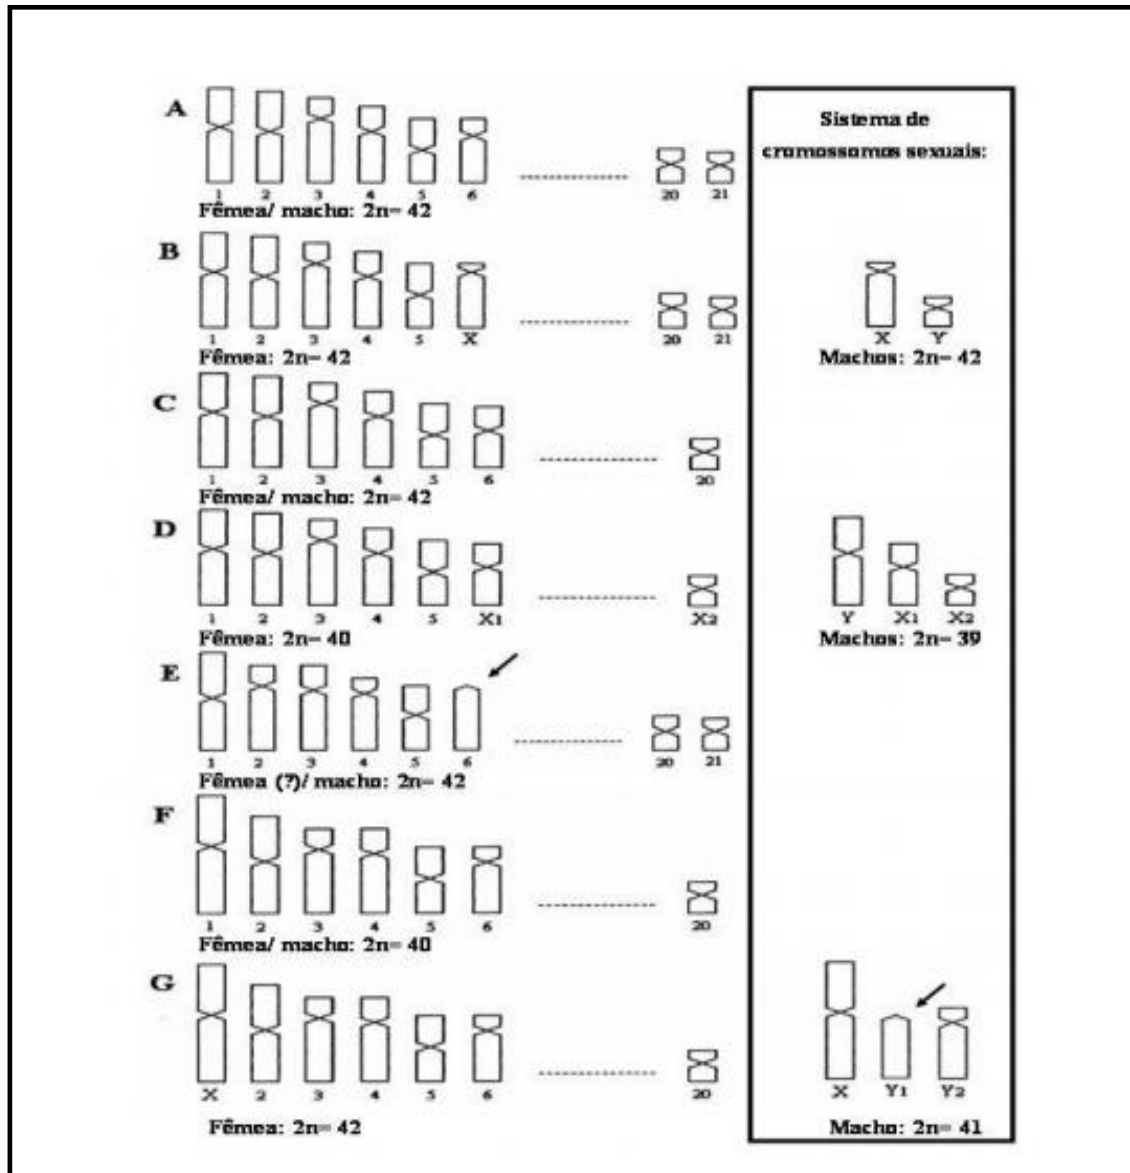 Sistema de
cromossomos sexuais:
A
1 2 3 4 5 6 20 21
Fêmea/ macho: 2n= 42
B
1 2 3 4 5 X 20 21
X Y
Fêmea: 2n= 42
Machos: 2n= 42
C
1 2 3 4 5 6 20
Fêmea/ macho: 2n= 42
D
1 2 3 4 5 X1 X2
Y X1 X2
Fêmea: 2n= 40
Machos: 2n= 39
E
1 2 3 4 5 6 20 21
Fêmea (?)/ macho: 2n= 42
F
1 2 3 4 5 6 20
Fêmea/ macho: 2n= 40
G
X 2 3 4 5 6 20
X Y1 Y2
Fêmea: 2n= 42
Macho: 2n= 41